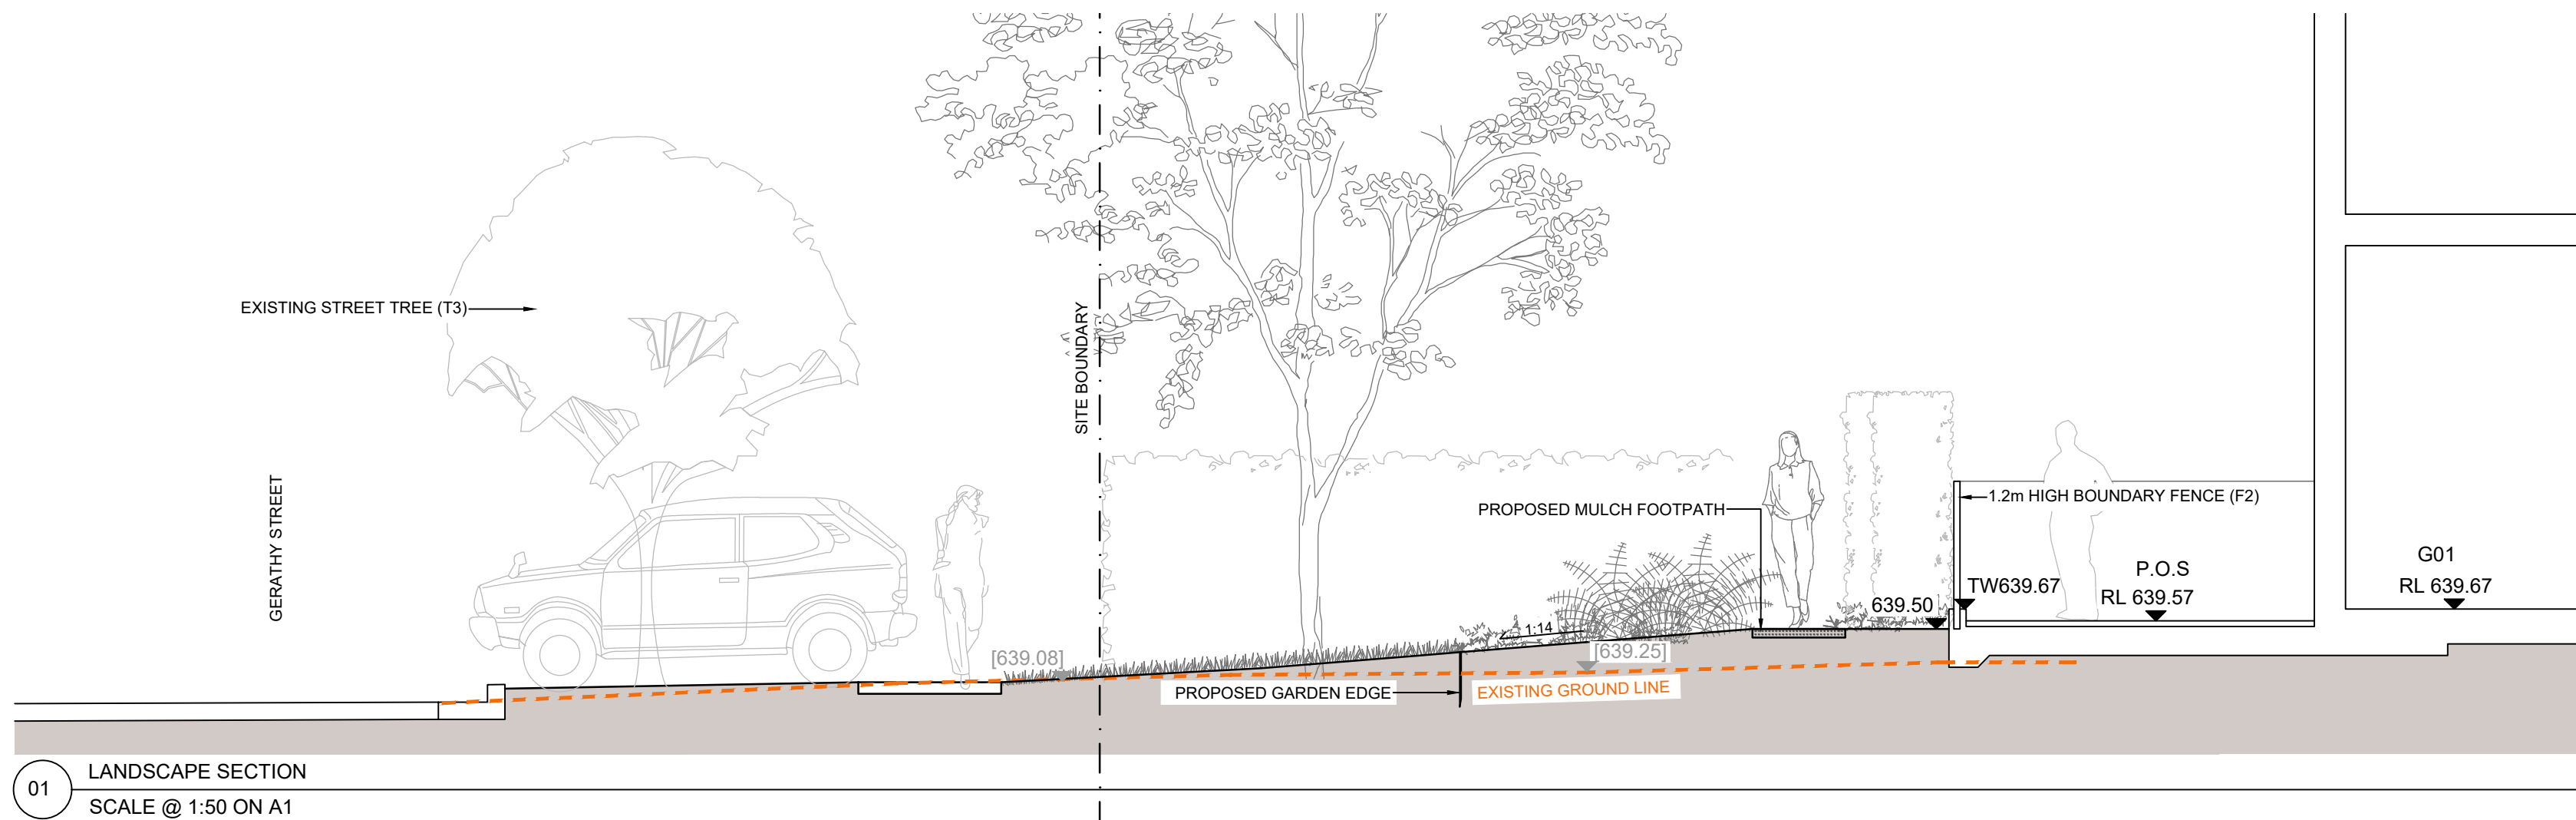 EXISTING STREET TREE (T3)
GERATHY STREET
SITE BOUNDARY
PROPOSED MULCH FOOTPATH
1.2m HIGH BOUNDARY FENCE (F2)
G01
RL 639.67
P.O.S
RL 639.57
TW639.67
639.50
1:14
[639.08]
[639.25]
PROPOSED GARDEN EDGE
EXISTING GROUND LINE
01
LANDSCAPE SECTION
SCALE @ 1:50 ON A1